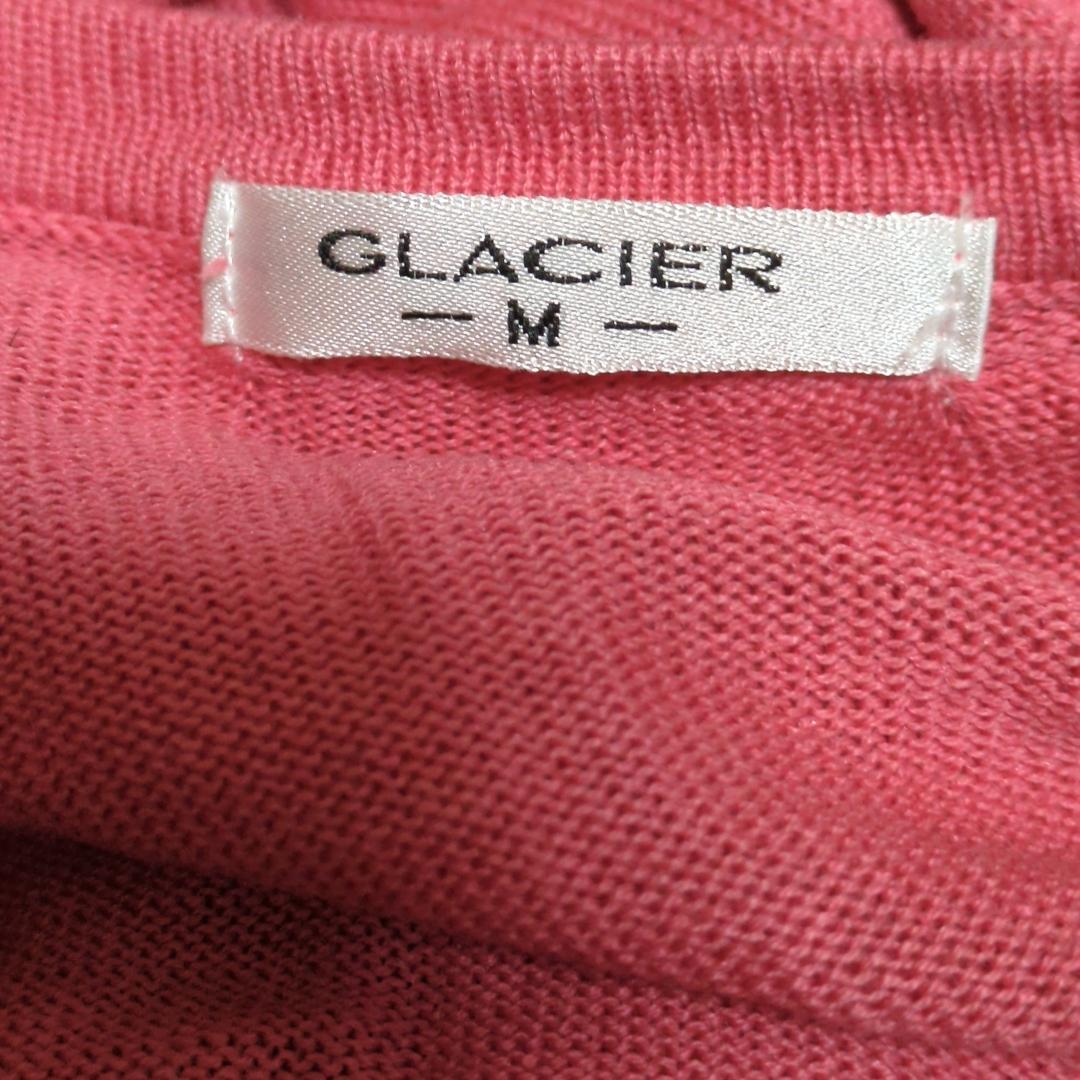 GLACIER
— M —